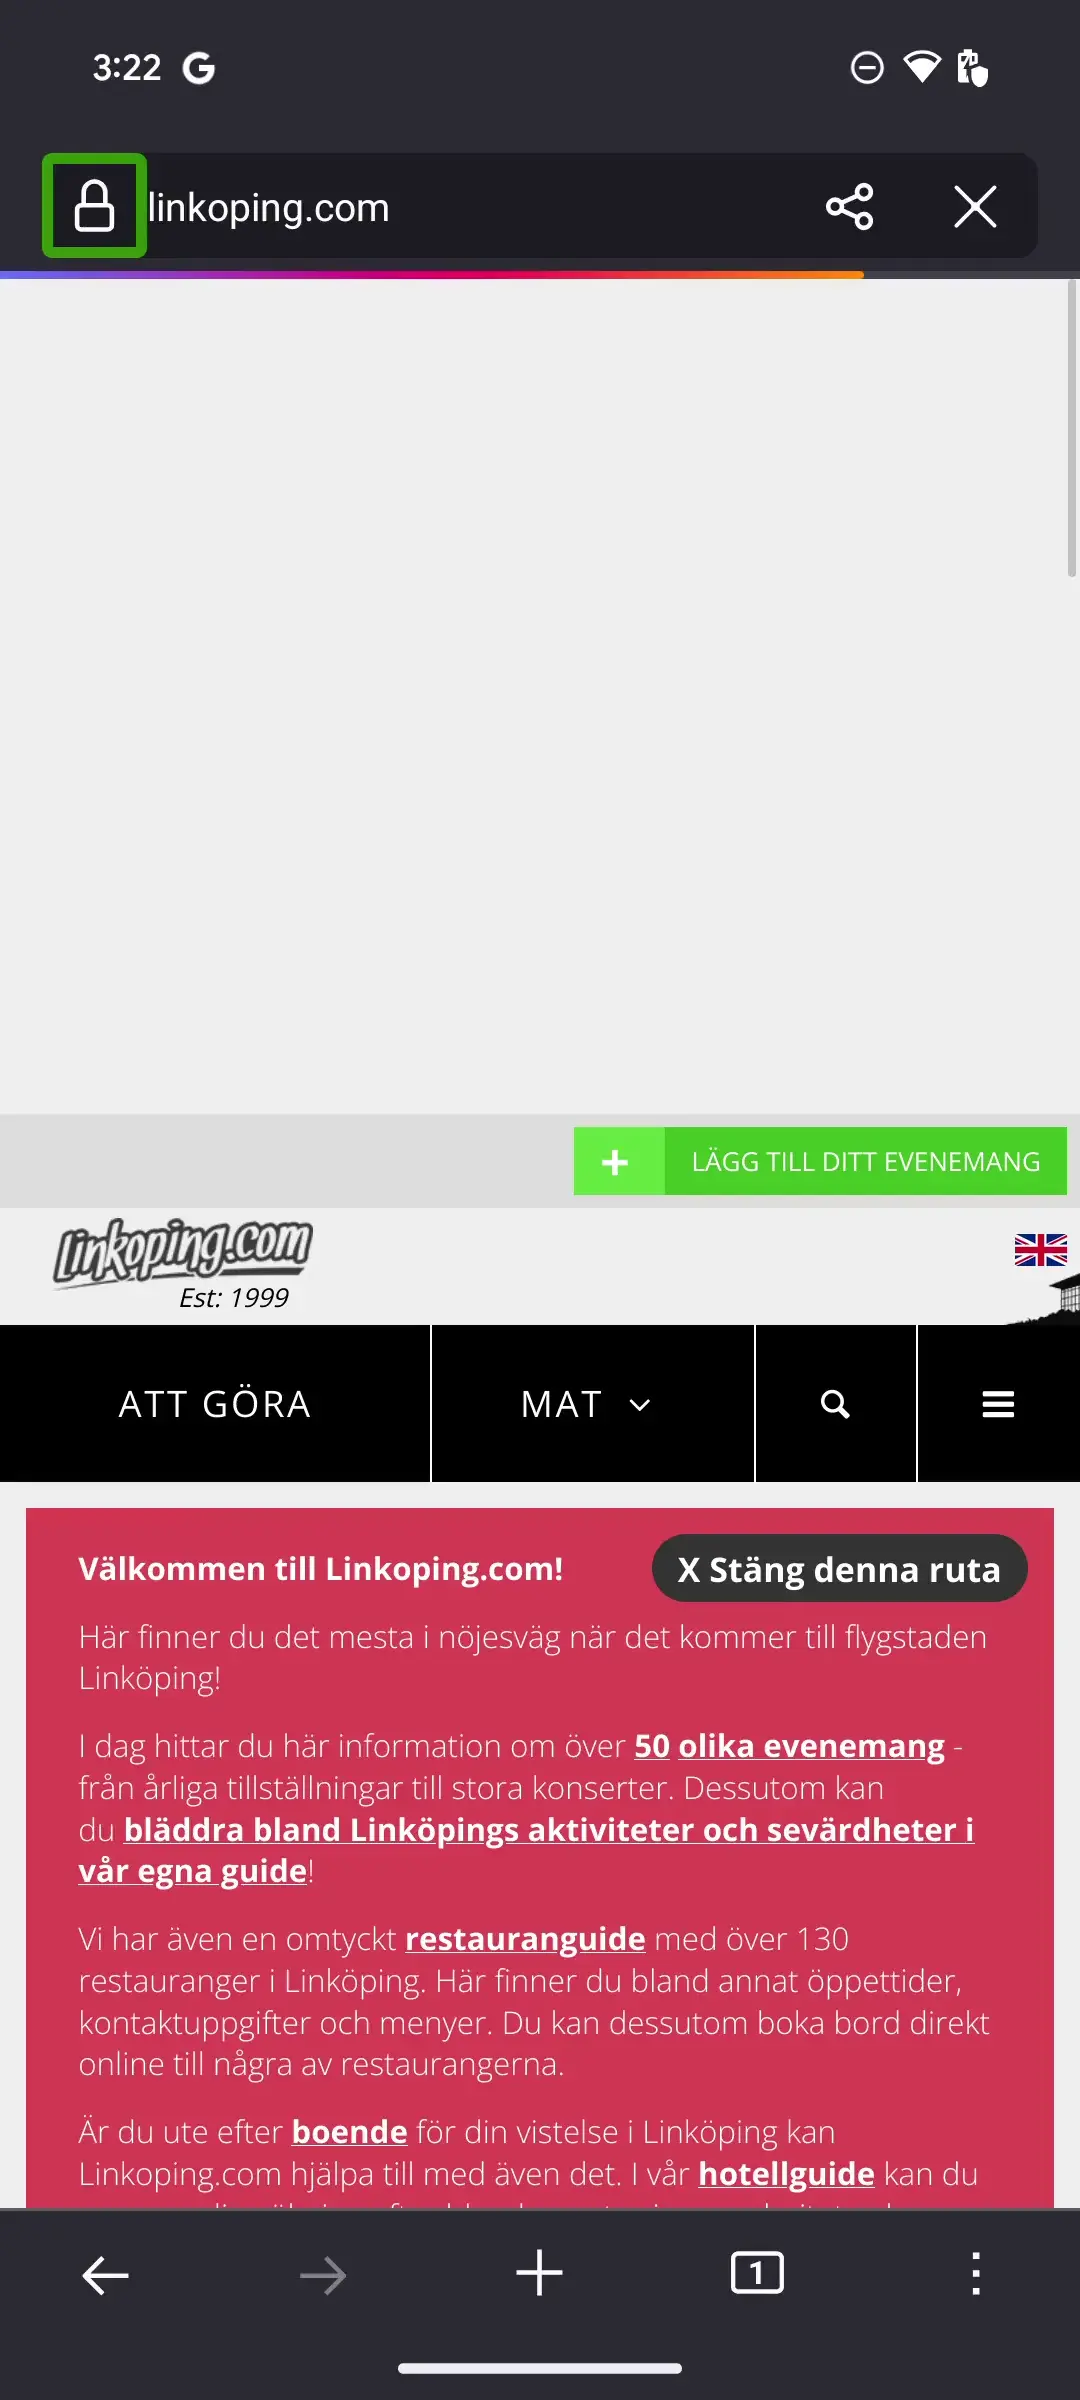 3:22
linkoping.com
LÄGG TILL DITT EVENEMANG
linkoping.com
Est: 1999
ATT GÖRA
MAT
Välkommen till Linkoping.com!
X Stäng denna ruta
Här finner du det mesta i nöjesväg när det kommer till flygstaden
Linköping!
I dag hittar du här information om över 50 olika evenemang -
från årliga tillställningar till stora konserter. Dessutom kan
du bläddra bland Linköpings aktiviteter och sevärdheter i
vår egna guide!
Vi har även en omtyckt restauranguide med över 130
restauranger i Linköping. Här finner du bland annat öppettider,
kontaktuppgifter och menyer. Du kan dessutom boka bord direkt
online till några av restaurangerna.
Är du ute efter boende för din vistelse i Linköping kan
Linkoping.com hjälpa till med även det. I vår hotellguide kan du
1